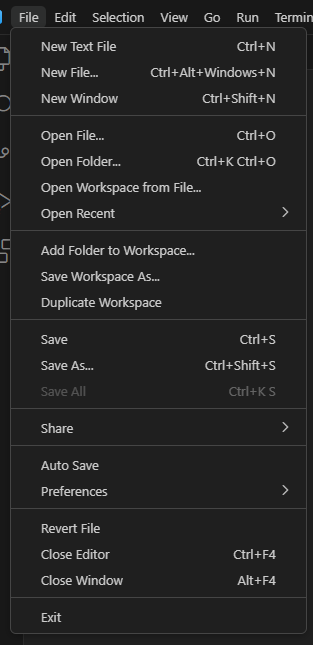 File Edit Selection View Go Run Termin
New Text File Ctrl+N
New File... Ctrl+Alt+Windows+N
New Window Ctrl+Shift+N
Open File... Ctrl+O
Open Folder... Ctrl+K Ctrl+O
Open Workspace from File...
Open Recent
Add Folder to Workspace...
Save Workspace As...
Duplicate Workspace
Save Ctrl+S
Save As... Ctrl+Shift+S
Save All Ctrl+K S
Share
Auto Save
Preferences
Revert File
Close Editor Ctrl+F4
Close Window Alt+F4
Exit